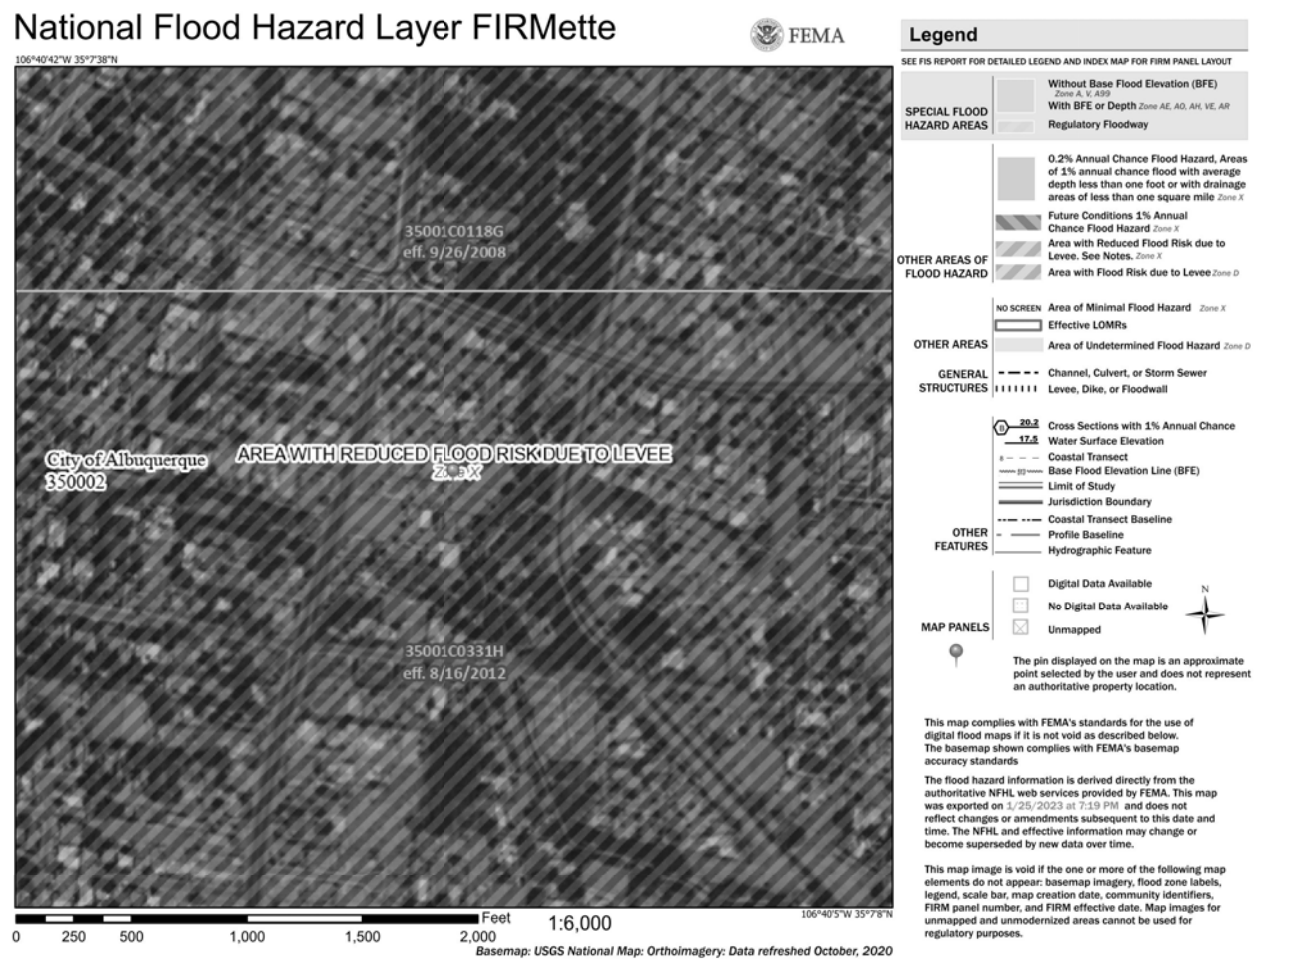 National Flood Hazard Layer FIRMette
FEMA
106°40'42"W 35°7'38"N
35001C0118G
eff. 9/26/2008
City of Albuquerque
350002
AREA WITH REDUCED FLOOD RISK DUE TO LEVEE
Zone X
35001C0331H
eff. 8/16/2012
106°40'5"W 35°7'8"N
Feet
1:6,000
0 250 500 1,000 1,500 2,000
Basemap: USGS National Map: Orthoimagery: Data refreshed October, 2020
Legend
SEE FIS REPORT FOR DETAILED LEGEND AND INDEX MAP FOR FIRM PANEL LAYOUT
SPECIAL FLOOD
HAZARD AREAS
Without Base Flood Elevation (BFE)
Zone A, V, A99
With BFE or Depth Zone AE, AO, AH, VE, AR
Regulatory Floodway
OTHER AREAS OF
FLOOD HAZARD
0.2% Annual Chance Flood Hazard, Areas
of 1% annual chance flood with average
depth less than one foot or with drainage
areas of less than one square mile Zone X
Future Conditions 1% Annual
Chance Flood Hazard Zone X
Area with Reduced Flood Risk due to
Levee. See Notes. Zone X
Area with Flood Risk due to Levee Zone D
OTHER AREAS
NO SCREEN Area of Minimal Flood Hazard Zone X
Effective LOMRs
Area of Undetermined Flood Hazard Zone D
GENERAL
STRUCTURES
Channel, Culvert, or Storm Sewer
Levee, Dike, or Floodwall
OTHER
FEATURES
B 20.2 Cross Sections with 1% Annual Chance
17.5 Water Surface Elevation
8 Coastal Transect
513 Base Flood Elevation Line (BFE)
Limit of Study
Jurisdiction Boundary
Coastal Transect Baseline
Profile Baseline
Hydrographic Feature
MAP PANELS
Digital Data Available
No Digital Data Available
Unmapped
N
The pin displayed on the map is an approximate
point selected by the user and does not represent
an authoritative property location.
This map complies with FEMA's standards for the use of
digital flood maps if it is not void as described below.
The basemap shown complies with FEMA's basemap
accuracy standards
The flood hazard information is derived directly from the
authoritative NFHL web services provided by FEMA. This map
was exported on 1/25/2023 at 7:19 PM and does not
reflect changes or amendments subsequent to this date and
time. The NFHL and effective information may change or
become superseded by new data over time.
This map image is void if the one or more of the following map
elements do not appear: basemap imagery, flood zone labels,
legend, scale bar, map creation date, community identifiers,
FIRM panel number, and FIRM effective date. Map images for
unmapped and unmodernized areas cannot be used for
regulatory purposes.